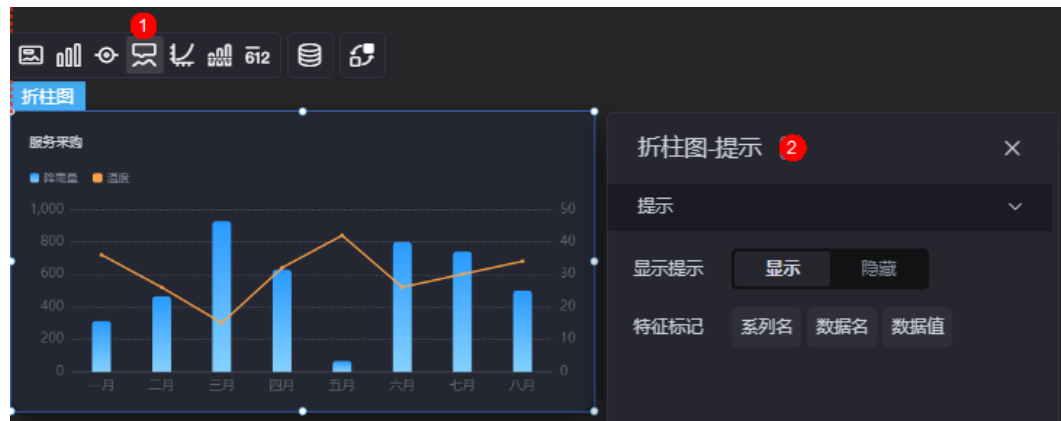 1
612
折柱图
服务采购
降雨量 温度
1,000 50
800 40
600 30
400 20
200 10
0 0
一月 二月 三月 四月 五月 六月 七月 八月
折柱图-提示 2
提示
显示提示 显示 隐藏
特征标记 系列名 数据名 数据值